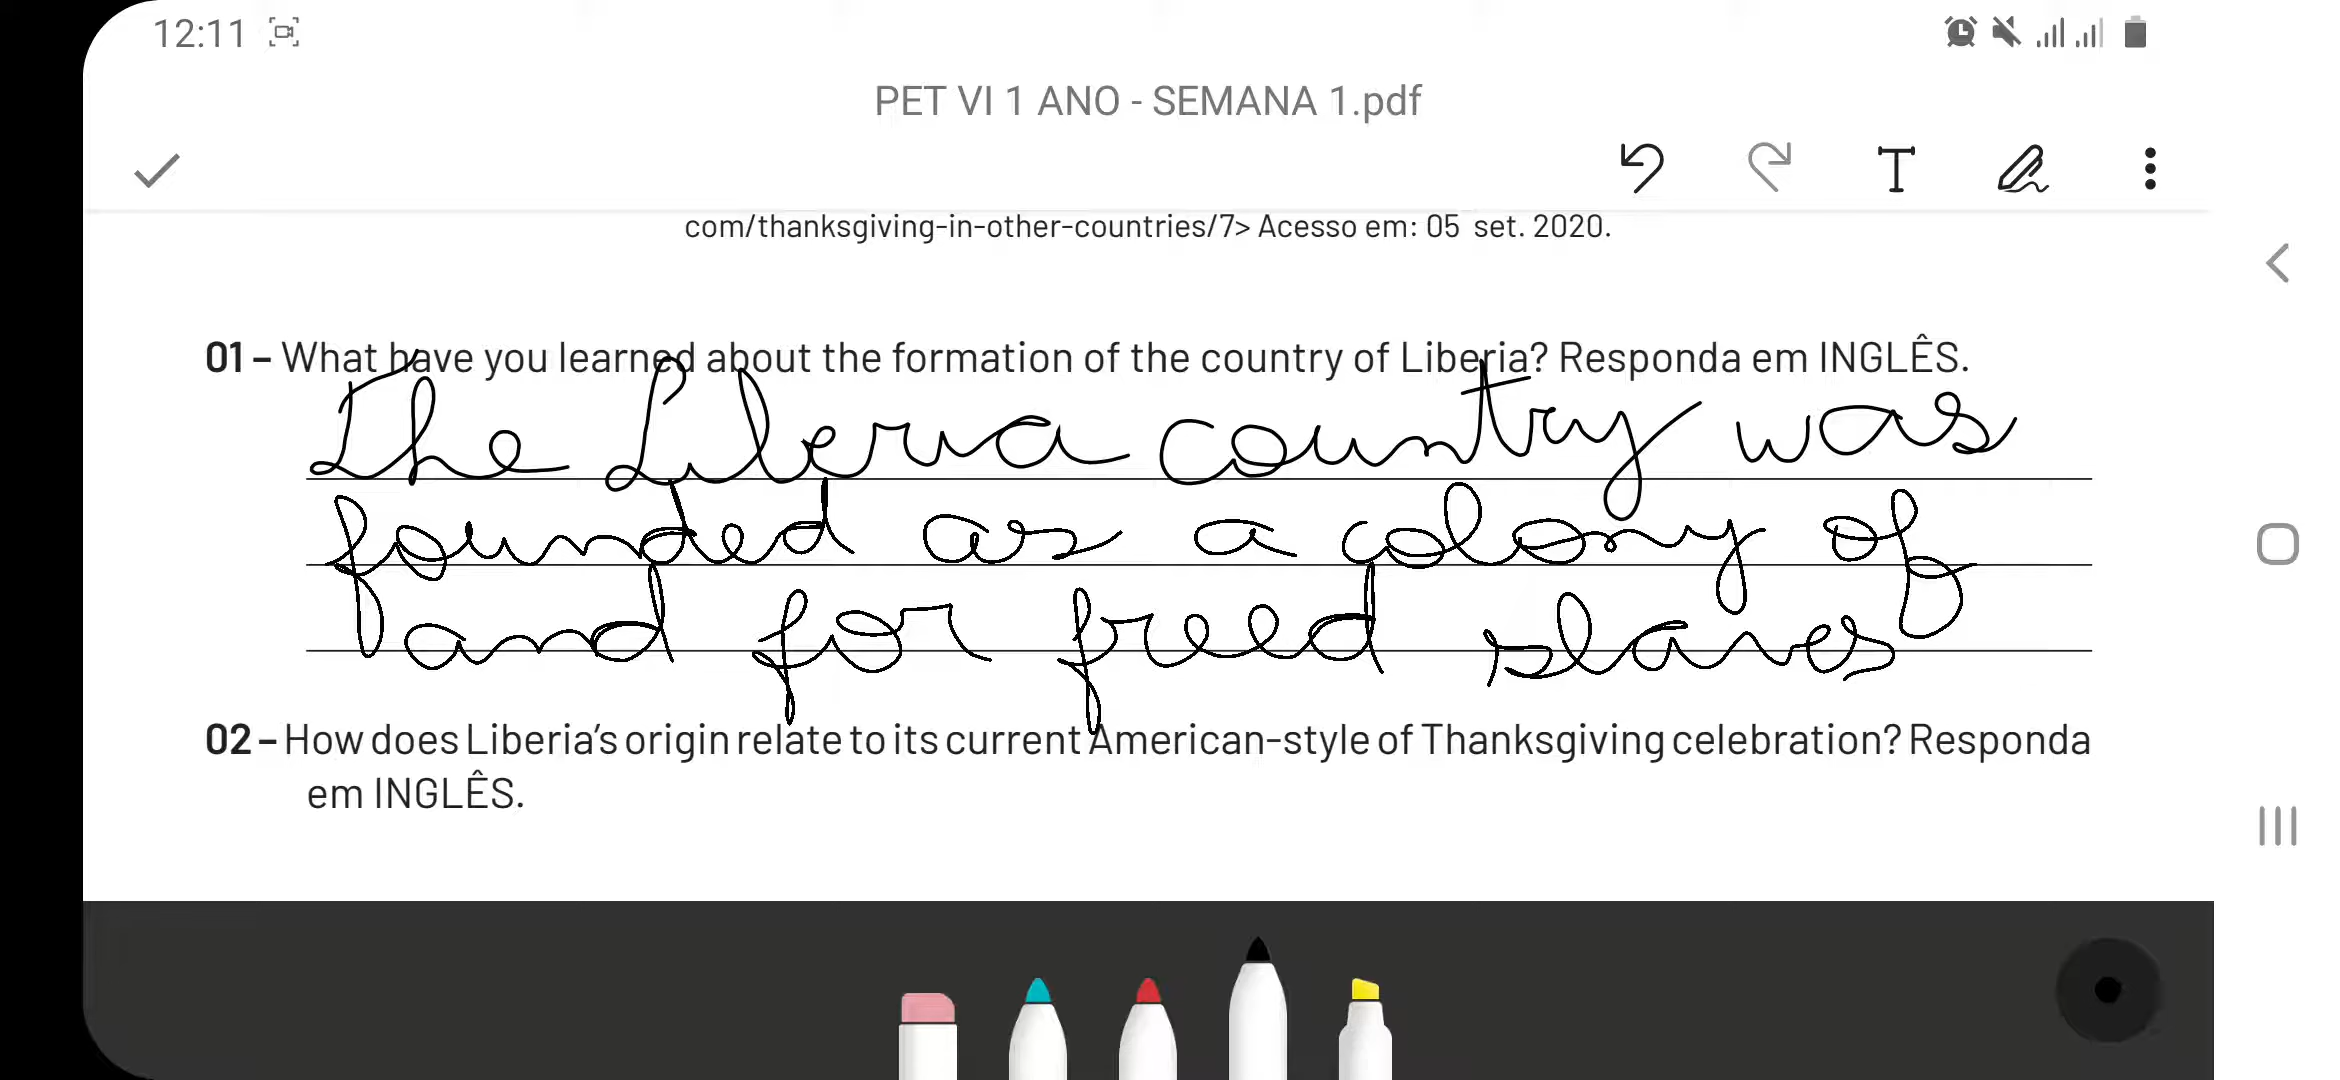 12:11
PET VI 1 ANO - SEMANA 1.pdf
T
com/thanksgiving-in-other-countries/7> Acesso em: 05 set. 2020.
01 – What have you learned about the formation of the country of Liberia? Responda em INGLÊS.
The Liberia country was
founded as a colony of
land for freed slaves
02 – How does Liberia's origin relate to its current American-style of Thanksgiving celebration? Responda
em INGLÊS.